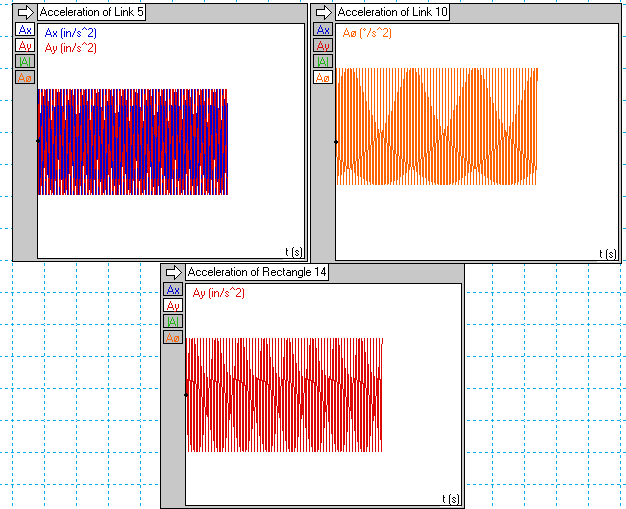 Acceleration of Link 5
Ax
Ay
|A|
Aø
Ax (in/s^2)
Ay (in/s^2)
t (s)
Acceleration of Link 10
Ax
Ay
|A|
Aø
Aø (°/s^2)
t (s)
Acceleration of Rectangle 14
Ax
Ay
|A|
Aø
Ay (in/s^2)
t (s)